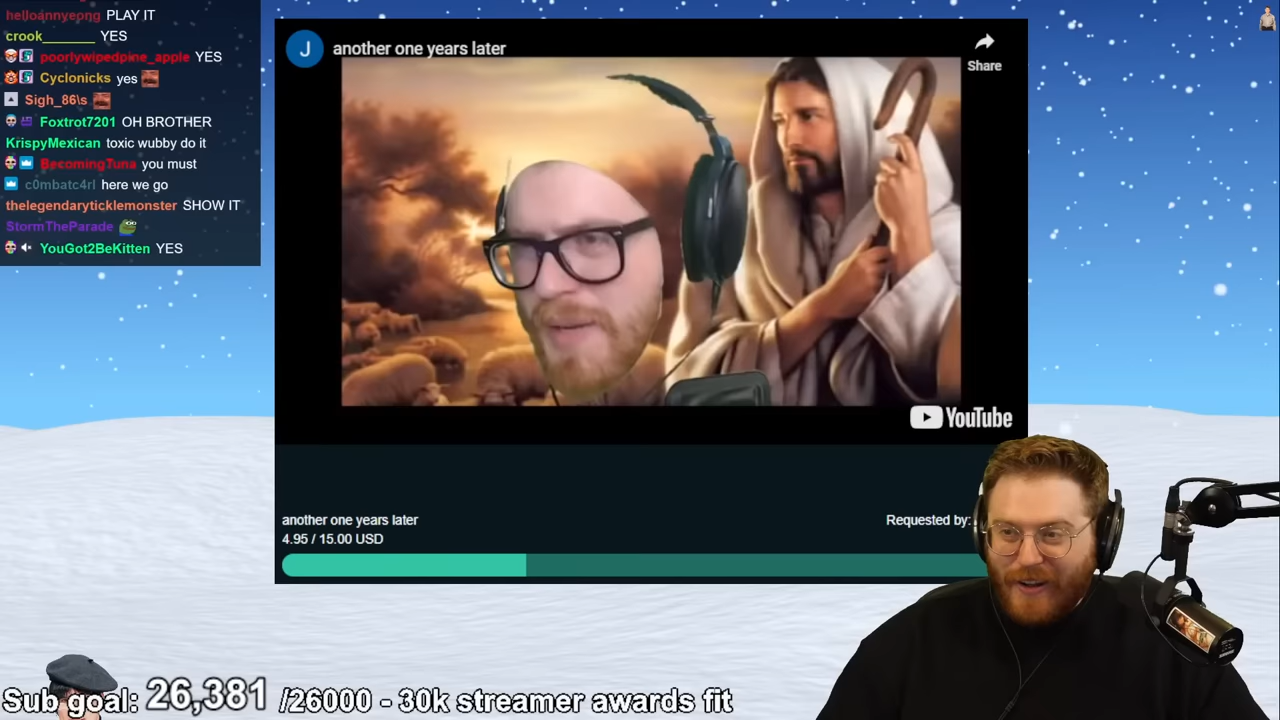 helloannyeong PLAY IT
crook_______ YES
poorlywipedpine_apple YES
Cyclonicks yes
Sigh_86\s
Foxtrot7201 OH BROTHER
KrispyMexican toxic wubby do it
BecomingTuna you must
c0mbatc4rl here we go
thelegendaryticklemonster SHOW IT
StormTheParade
YouGot2BeKitten YES
J another one years later
Share
YouTube
another one years later
4.95 / 15.00 USD
Requested by:
Sub goal: 26,381 /26000 - 30k streamer awards fit